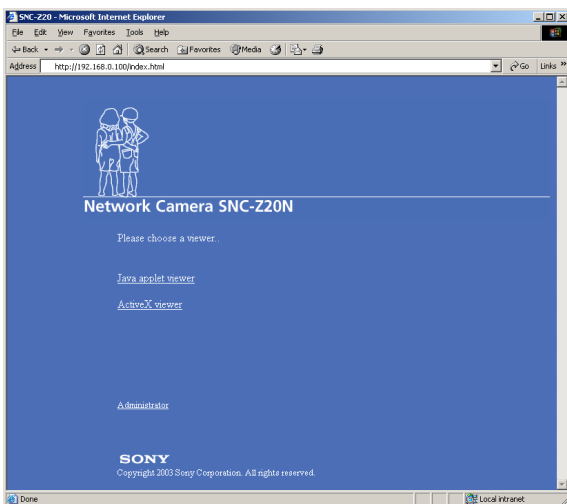 SNC-Z20 - Microsoft Internet Explorer
File Edit View Favorites Tools Help
Back Search Favorites Media
Address http://192.168.0.100/index.html Go Links »
Network Camera SNC-Z20N
Please choose a viewer..
Java applet viewer
ActiveX viewer
Administrator
SONY
Copyright 2003 Sony Corporation. All rights reserved.
Done Local intranet